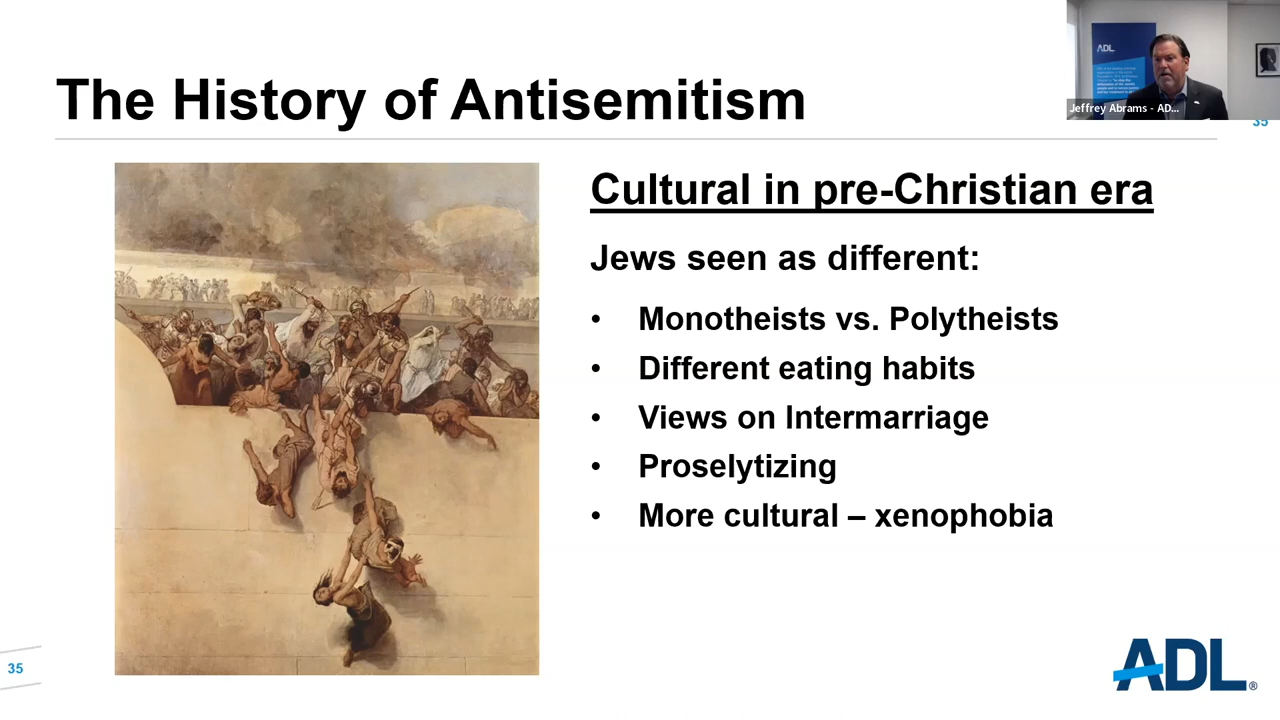 The History of Antisemitism
ADL
Jeffrey Abrams - AD...
35
Cultural in pre-Christian era
Jews seen as different:
• Monotheists vs. Polytheists
• Different eating habits
• Views on Intermarriage
• Proselytizing
• More cultural – xenophobia
35
ADL®